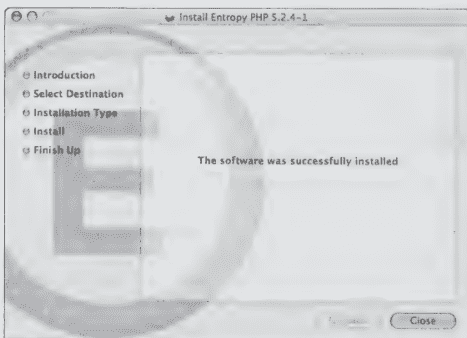 Install Entropy PHP 5.2.4-1
Introduction
Select Destination
Installation Type
Install
Finish Up
The software was successfully installed
E
Close